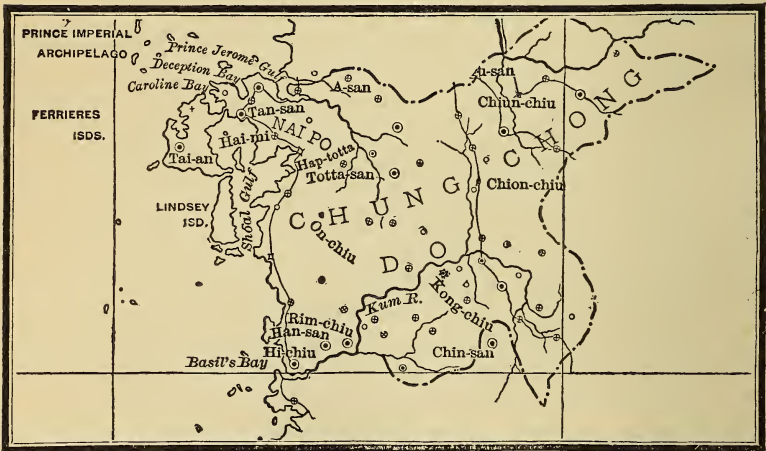 PRINCE IMPERIAL
ARCHIPELAGO
Prince Jerome Gulf
Deception Bay
Caroline Bay
FERRIERES
ISDS.
A-san
Tan-san
NAI PO
Hai-mi
Tai-an
Hap-totta
Totta-san
Au-san
Chiun-chiu
CHUNG
CHONG
DO
Chion-chiu
LINDSEY
ISD.
Shoal Gulf
On-chiu
Kum R.
Kong-chiu
Rim-chiu
Han-san
Hi-chiu
Chin-san
Basil's Bay